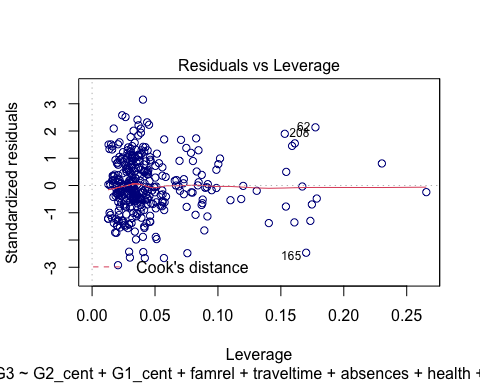 Residuals vs Leverage
Standardized residuals
3
2
1
0
-1
-3
62
208
165
Cook's distance
0.00 0.05 0.10 0.15 0.20 0.25
Leverage
G3 ~ G2_cent + G1_cent + famrel + traveltime + absences + health +